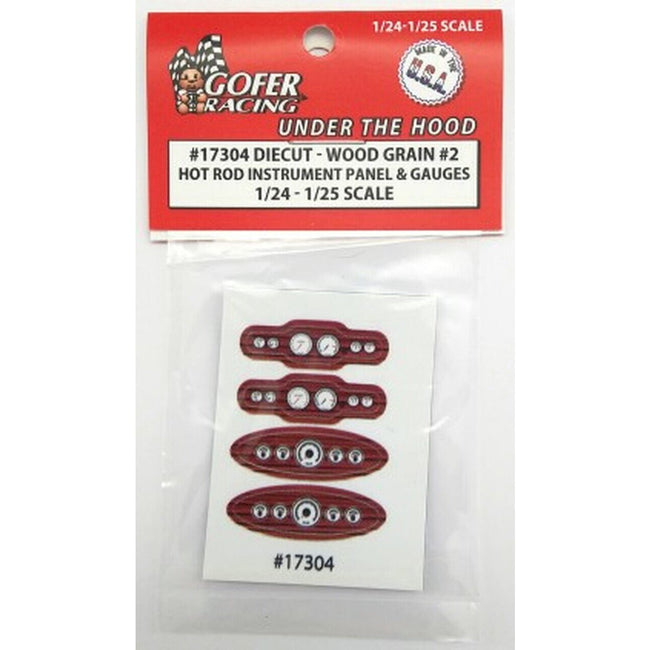 1/24-1/25 SCALE
GOFER
RACING
MADE IN THE
U.S.A.
UNDER THE HOOD
#17304 DIECUT - WOOD GRAIN #2
HOT ROD INSTRUMENT PANEL & GAUGES
1/24 - 1/25 SCALE
#17304